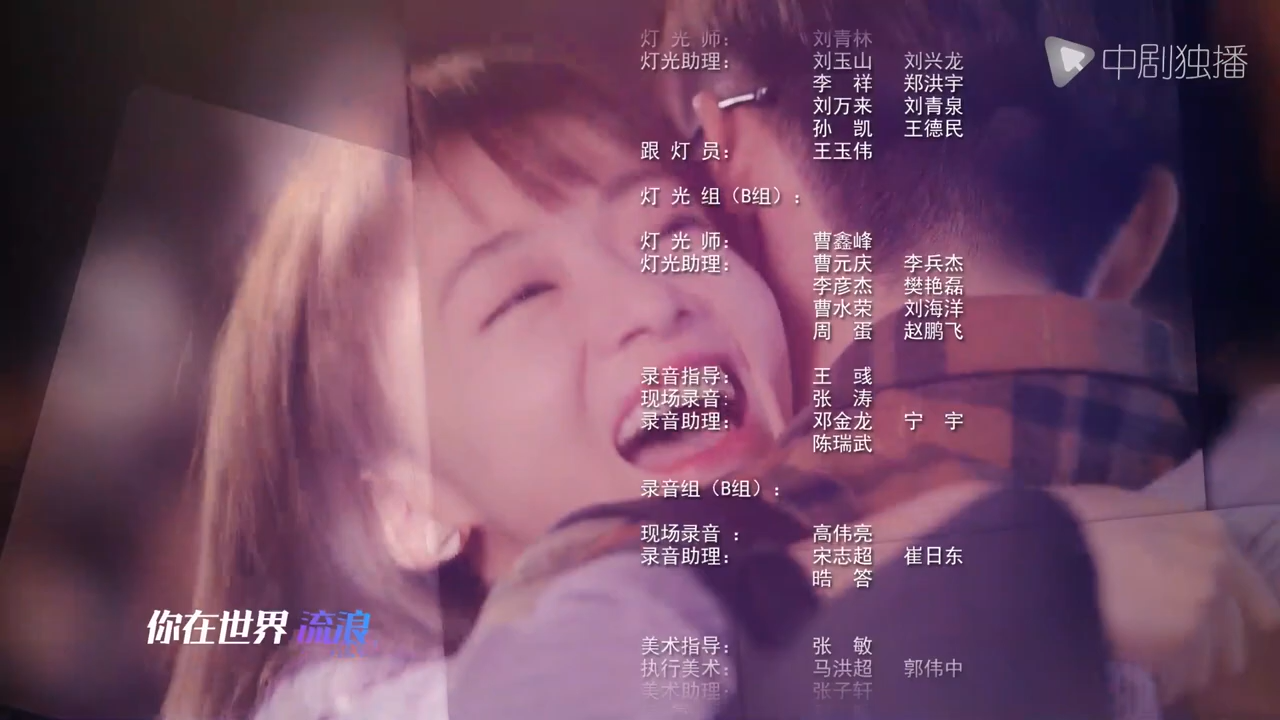 灯 光 师： 刘青林
中剧独播
灯光助理： 刘玉山 刘兴龙
李 祥 郑洪宇
刘万来 刘青泉
孙 凯 王德民
跟 灯 员： 王玉伟
灯 光 组（B组）：
灯 光 师： 曹鑫峰
灯光助理： 曹元庆 李兵杰
李彦杰 樊艳磊
曹水荣 刘海洋
周 蛋 赵鹏飞
录音指导： 王 彧
现场录音： 张 涛
录音助理： 邓金龙 宁 宇
陈瑞武
录音组（B组）：
现场录音 ： 高伟亮
录音助理： 宋志超 崔日东
晧 答
你在世界 流浪
美术指导： 张 敏
执行美术： 马洪超 郭伟中
美术助理： 张子轩